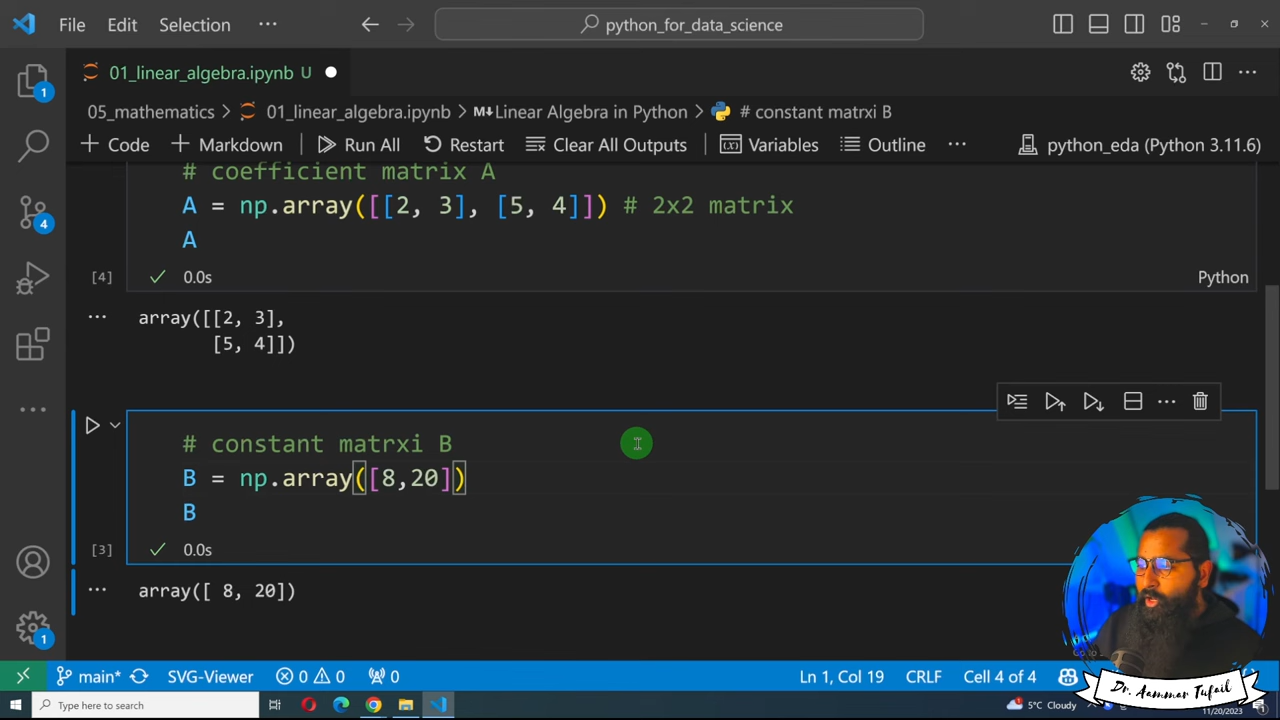 File Edit Selection ··· python_for_data_science
01_linear_algebra.ipynb U
05_mathematics > 01_linear_algebra.ipynb > M↓Linear Algebra in Python > # constant matrxi B
+ Code + Markdown Run All Restart Clear All Outputs Variables Outline ··· python_eda (Python 3.11.6)
# coefficient matrix A
A = np.array([[2, 3], [5, 4]]) # 2x2 matrix
A
[4] 0.0s Python
··· array([[2, 3],
[5, 4]])
# constant matrxi B
B = np.array([8,20])
B
[3] 0.0s
··· array([ 8, 20])
1
4
1
1
main* SVG-Viewer 0 0 0 Ln 1, Col 19 CRLF Cell 4 of 4
Dr. Aammar Tufail
Type here to search 5°C Cloudy 11/20/2023